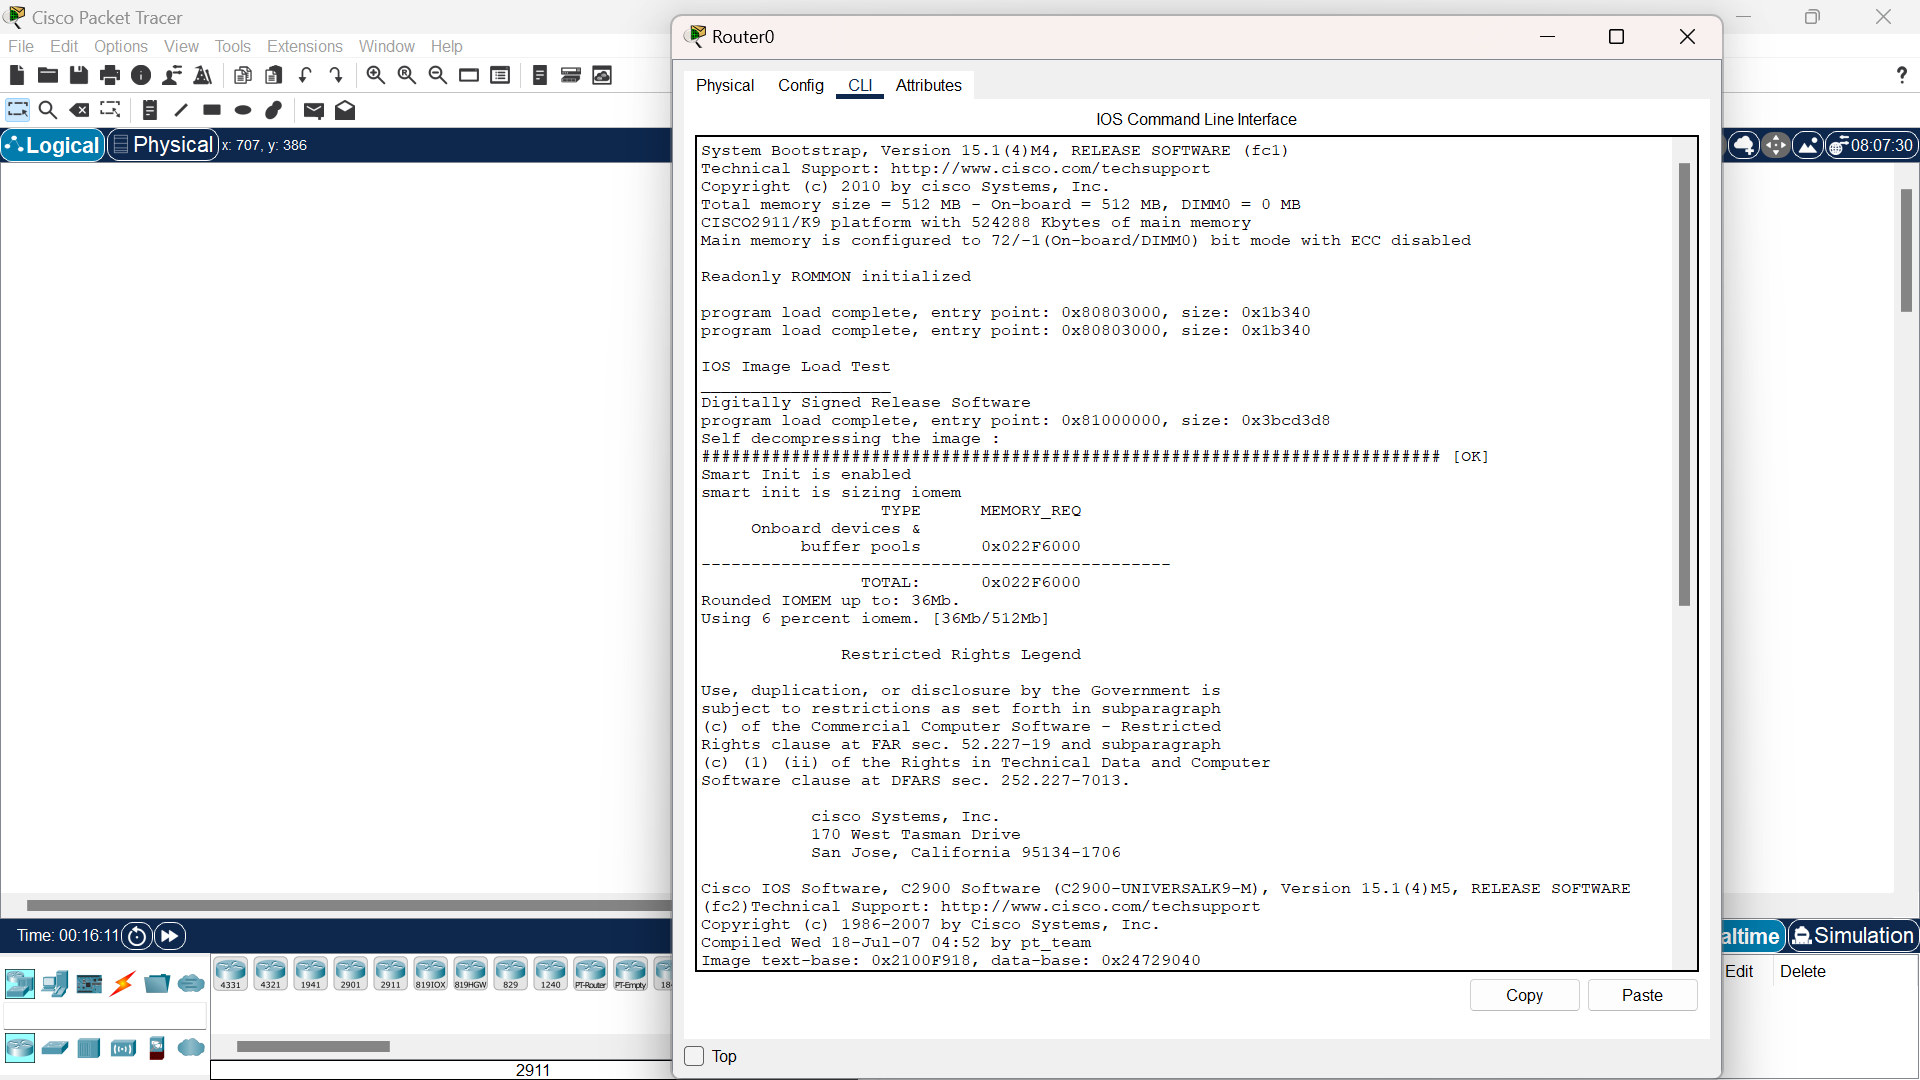 Cisco Packet Tracer
File Edit Options View Tools Extensions Window Help
Logical Physical x: 707, y: 386
08:07:30
Router0
Physical Config CLI Attributes
IOS Command Line Interface
System Bootstrap, Version 15.1(4)M4, RELEASE SOFTWARE (fc1)
Technical Support: http://www.cisco.com/techsupport
Copyright (c) 2010 by cisco Systems, Inc.
Total memory size = 512 MB - On-board = 512 MB, DIMM0 = 0 MB
CISCO2911/K9 platform with 524288 Kbytes of main memory
Main memory is configured to 72/-1(On-board/DIMM0) bit mode with ECC disabled
Readonly ROMMON initialized
program load complete, entry point: 0x80803000, size: 0x1b340
program load complete, entry point: 0x80803000, size: 0x1b340
IOS Image Load Test
___________________
Digitally Signed Release Software
program load complete, entry point: 0x81000000, size: 0x3bcd3d8
Self decompressing the image :
########################################################################## [OK]
Smart Init is enabled
smart init is sizing iomem
TYPE MEMORY_REQ
Onboard devices &
buffer pools 0x022F6000
-----------------------------------------------
TOTAL: 0x022F6000
Rounded IOMEM up to: 36Mb.
Using 6 percent iomem. [36Mb/512Mb]
Restricted Rights Legend
Use, duplication, or disclosure by the Government is
subject to restrictions as set forth in subparagraph
(c) of the Commercial Computer Software - Restricted
Rights clause at FAR sec. 52.227-19 and subparagraph
(c) (1) (ii) of the Rights in Technical Data and Computer
Software clause at DFARS sec. 252.227-7013.
cisco Systems, Inc.
170 West Tasman Drive
San Jose, California 95134-1706
Cisco IOS Software, C2900 Software (C2900-UNIVERSALK9-M), Version 15.1(4)M5, RELEASE SOFTWARE
(fc2)Technical Support: http://www.cisco.com/techsupport
Copyright (c) 1986-2007 by Cisco Systems, Inc.
Compiled Wed 18-Jul-07 04:52 by pt_team
Image text-base: 0x2100F918, data-base: 0x24729040
Copy Paste
Top
Time: 00:16:11
altime Simulation
Edit Delete
4331 4321 1941 2901 2911 819IOX 819HGW 829 1240 PT-Router PT-Empty 18
2911